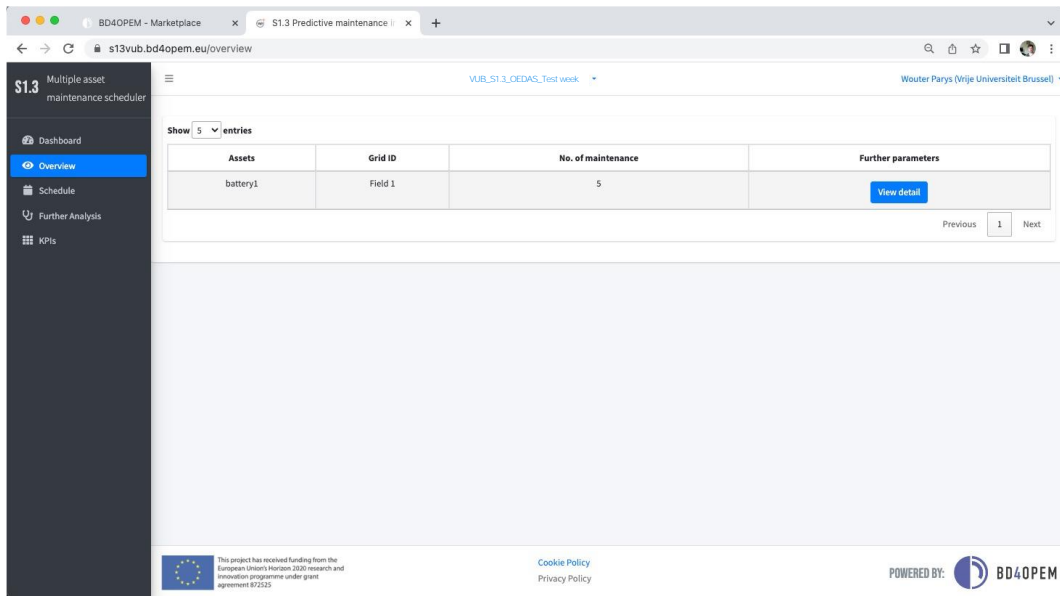 BD4OPEM - Marketplace
S1.3 Predictive maintenance i
s13vub.bd4opem.eu/overview
S1.3 Multiple asset
maintenance scheduler
VUB_S1.3_OEDAS_Test week
Wouter Parys (Vrije Universiteit Brussel)
Dashboard
Overview
Schedule
Further Analysis
KPIs
Show 5 entries
Assets Grid ID No. of maintenance Further parameters
battery1 Field 1 5 View detail
Previous 1 Next
This project has received funding from the
European Union's Horizon 2020 research and
innovation programme under grant
agreement 872525
Cookie Policy
Privacy Policy
POWERED BY: BD4OPEM